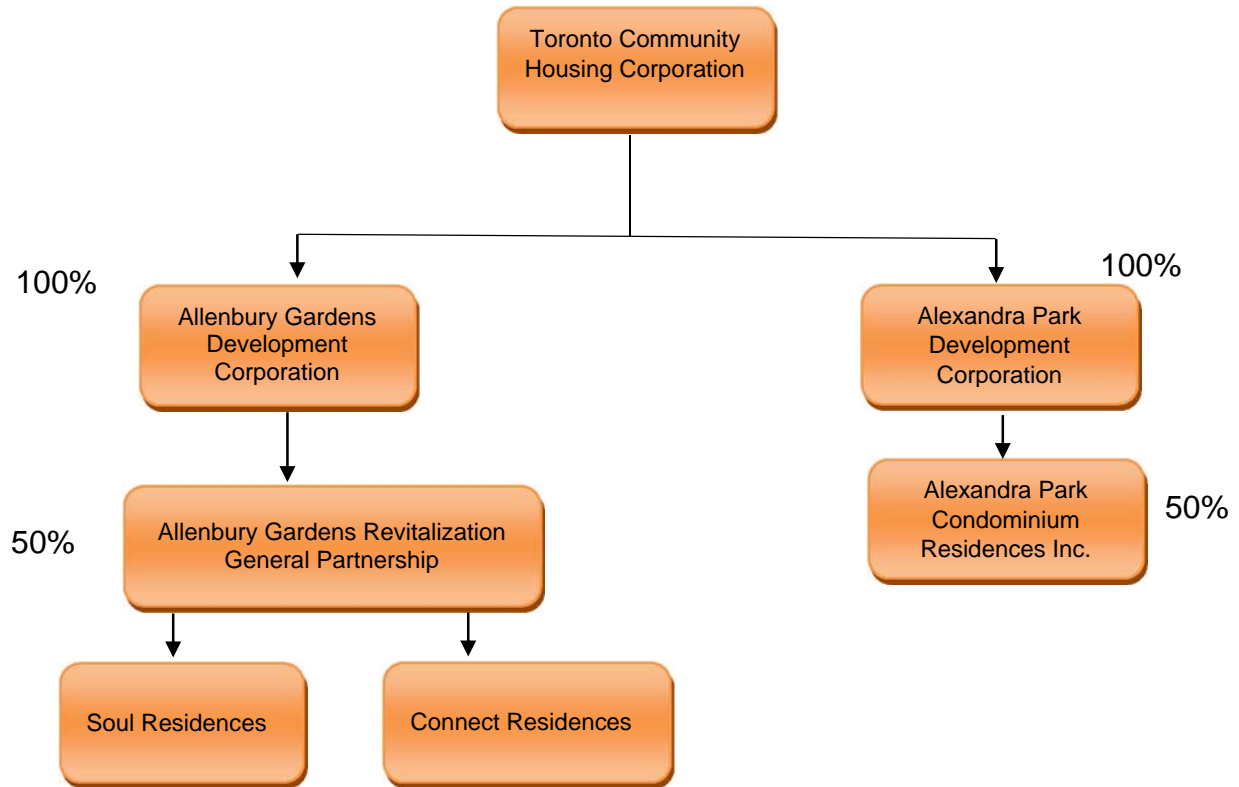 Toronto Community
Housing Corporation
100%
100%
Allenbury Gardens
Development
Corporation
Alexandra Park
Development
Corporation
50%
Allenbury Gardens Revitalization
General Partnership
Alexandra Park
Condominium
Residences Inc.
50%
Soul Residences
Connect Residences